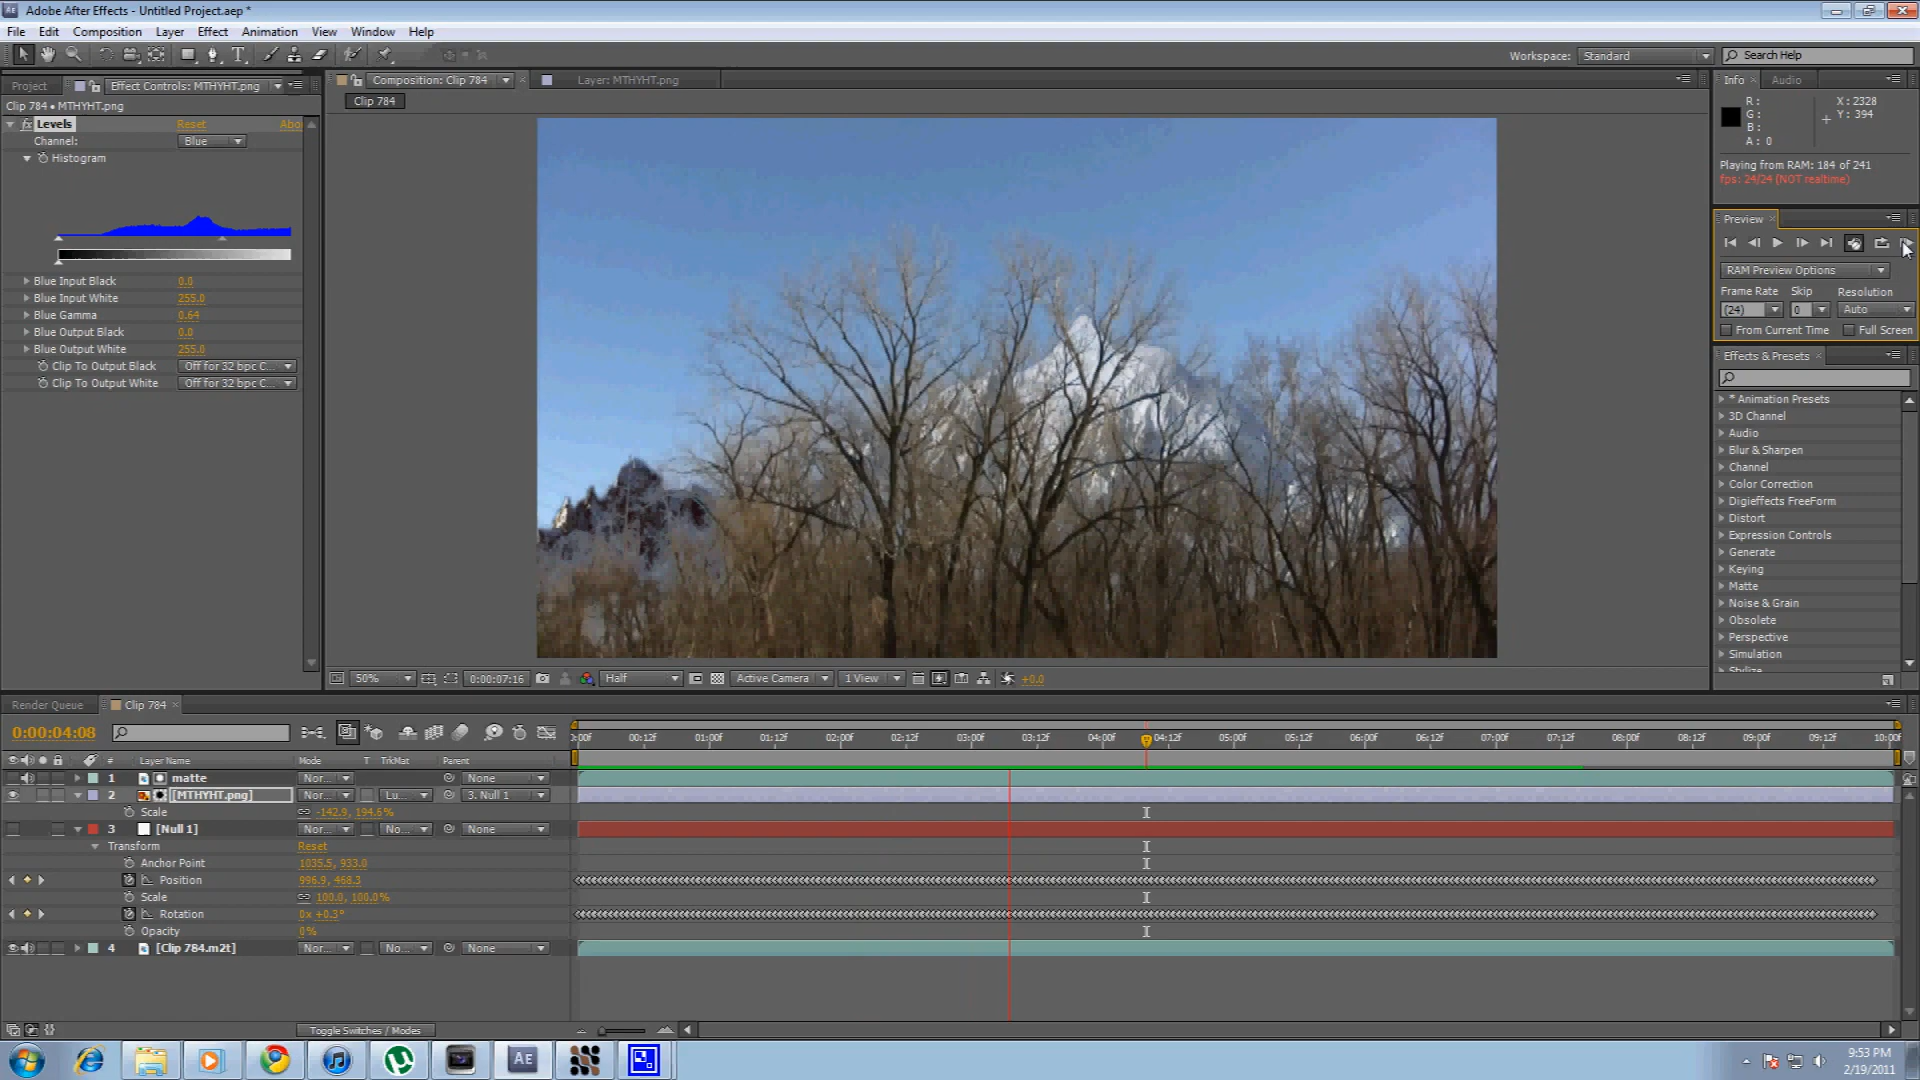 Adobe After Effects - Untitled Project.aep *
File Edit Composition Layer Effect Animation View Window Help
Workspace: Standard Search Help
Project Effect Controls: MTHYHT.png
Clip 784 • MTHYHT.png
fx Levels Reset Abo
Channel: Blue
Histogram
Blue Input Black 0.0
Blue Input White 255.0
Blue Gamma 0.64
Blue Output Black 0.0
Blue Output White 255.0
Clip To Output Black Off for 32 bpc C...
Clip To Output White Off for 32 bpc C...
Composition: Clip 784 Layer: MTHYHT.png
Clip 784
50% 0:00:07:16 Half Active Camera 1 View +0.0
Info Audio
R: X: 2328
G: Y: 394
B:
A: 0
Playing from RAM: 184 of 241
fps: 24/24 (NOT realtime)
Preview
RAM Preview Options
Frame Rate Skip Resolution
(24) 0 Auto
From Current Time Full Screen
Effects & Presets
* Animation Presets
3D Channel
Audio
Blur & Sharpen
Channel
Color Correction
Digieffects FreeForm
Distort
Expression Controls
Generate
Keying
Matte
Noise & Grain
Obsolete
Perspective
Simulation
Stylize
Render Queue Clip 784
0:00:04:08
:00f 00:12f 01:00f 01:12f 02:00f 02:12f 03:00f 03:12f 04:00f 04:12f 05:00f 05:12f 06:00f 06:12f 07:00f 07:12f 08:00f 08:12f 09:00f 09:12f 10:00f
# Layer Name Mode T TrkMat Parent
1 matte Nor... None
2 [MTHYHT.png] Nor... Lu... 3. Null 1
Scale -142.9, 194.6%
3 [Null 1] Nor... No... None
Transform Reset
Anchor Point 1035.5, 933.0
Position 996.9, 468.3
Scale 100.0, 100.0%
Rotation 0x +0.3°
Opacity 0%
4 [Clip 784.m2t] Nor... No... None
Toggle Switches / Modes
AE
9:53 PM
2/19/2011